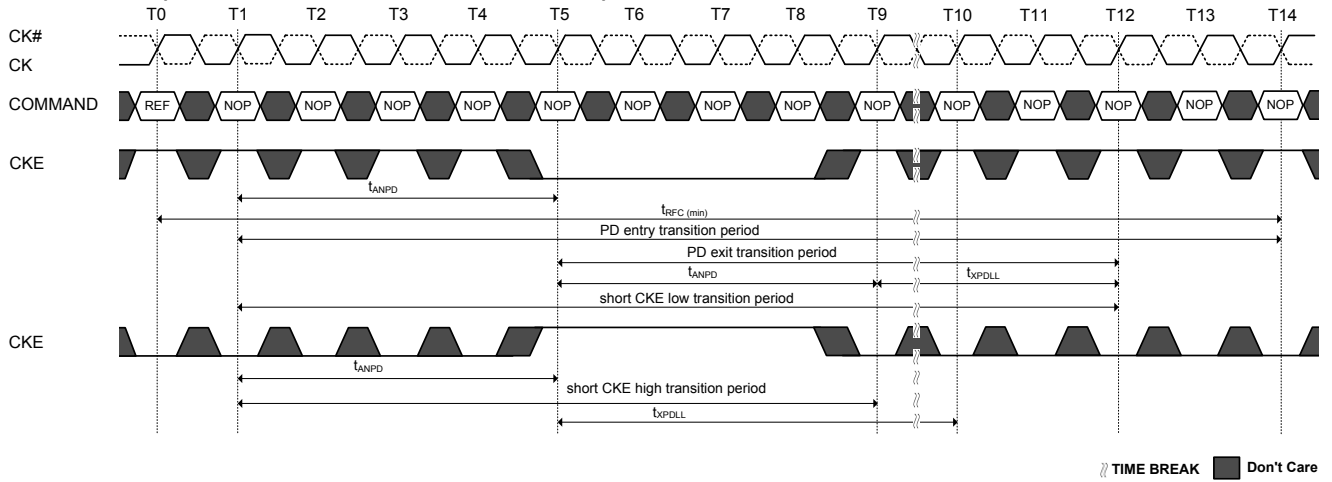 T0 T1 T2 T3 T4 T5 T6 T7 T8 T9 T10 T11 T12 T13 T14
CK#
CK
COMMAND REF NOP NOP NOP NOP NOP NOP NOP NOP NOP NOP NOP NOP NOP NOP
CKE
tANPD
tRFC (min)
PD entry transition period
PD exit transition period
tANPD tXPDLL
short CKE low transition period
CKE
tANPD
short CKE high transition period
tXPDLL
TIME BREAK Don't Care